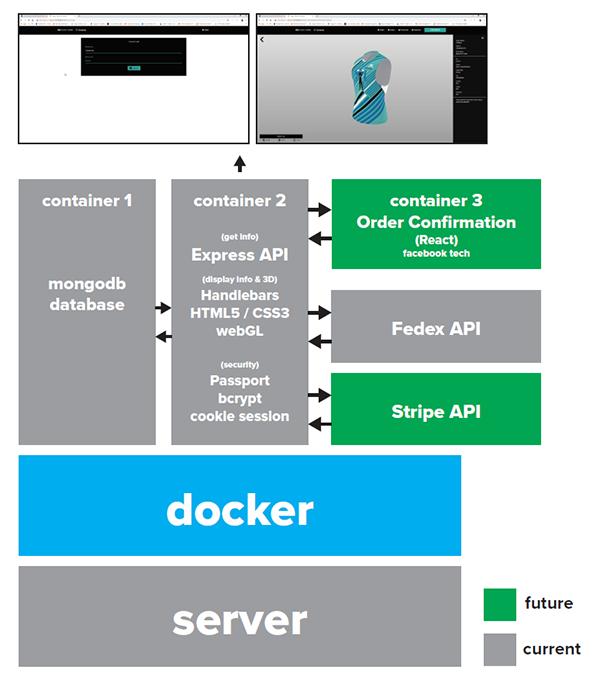 container 1
mongodb
database
container 2
(get info)
Express API
(display info & 3D)
Handlebars
HTML5 / CSS3
webGL
(security)
Passport
bcrypt
cookie session
container 3
Order Confirmation
(React)
facebook tech
Fedex API
Stripe API
docker
server
future
current